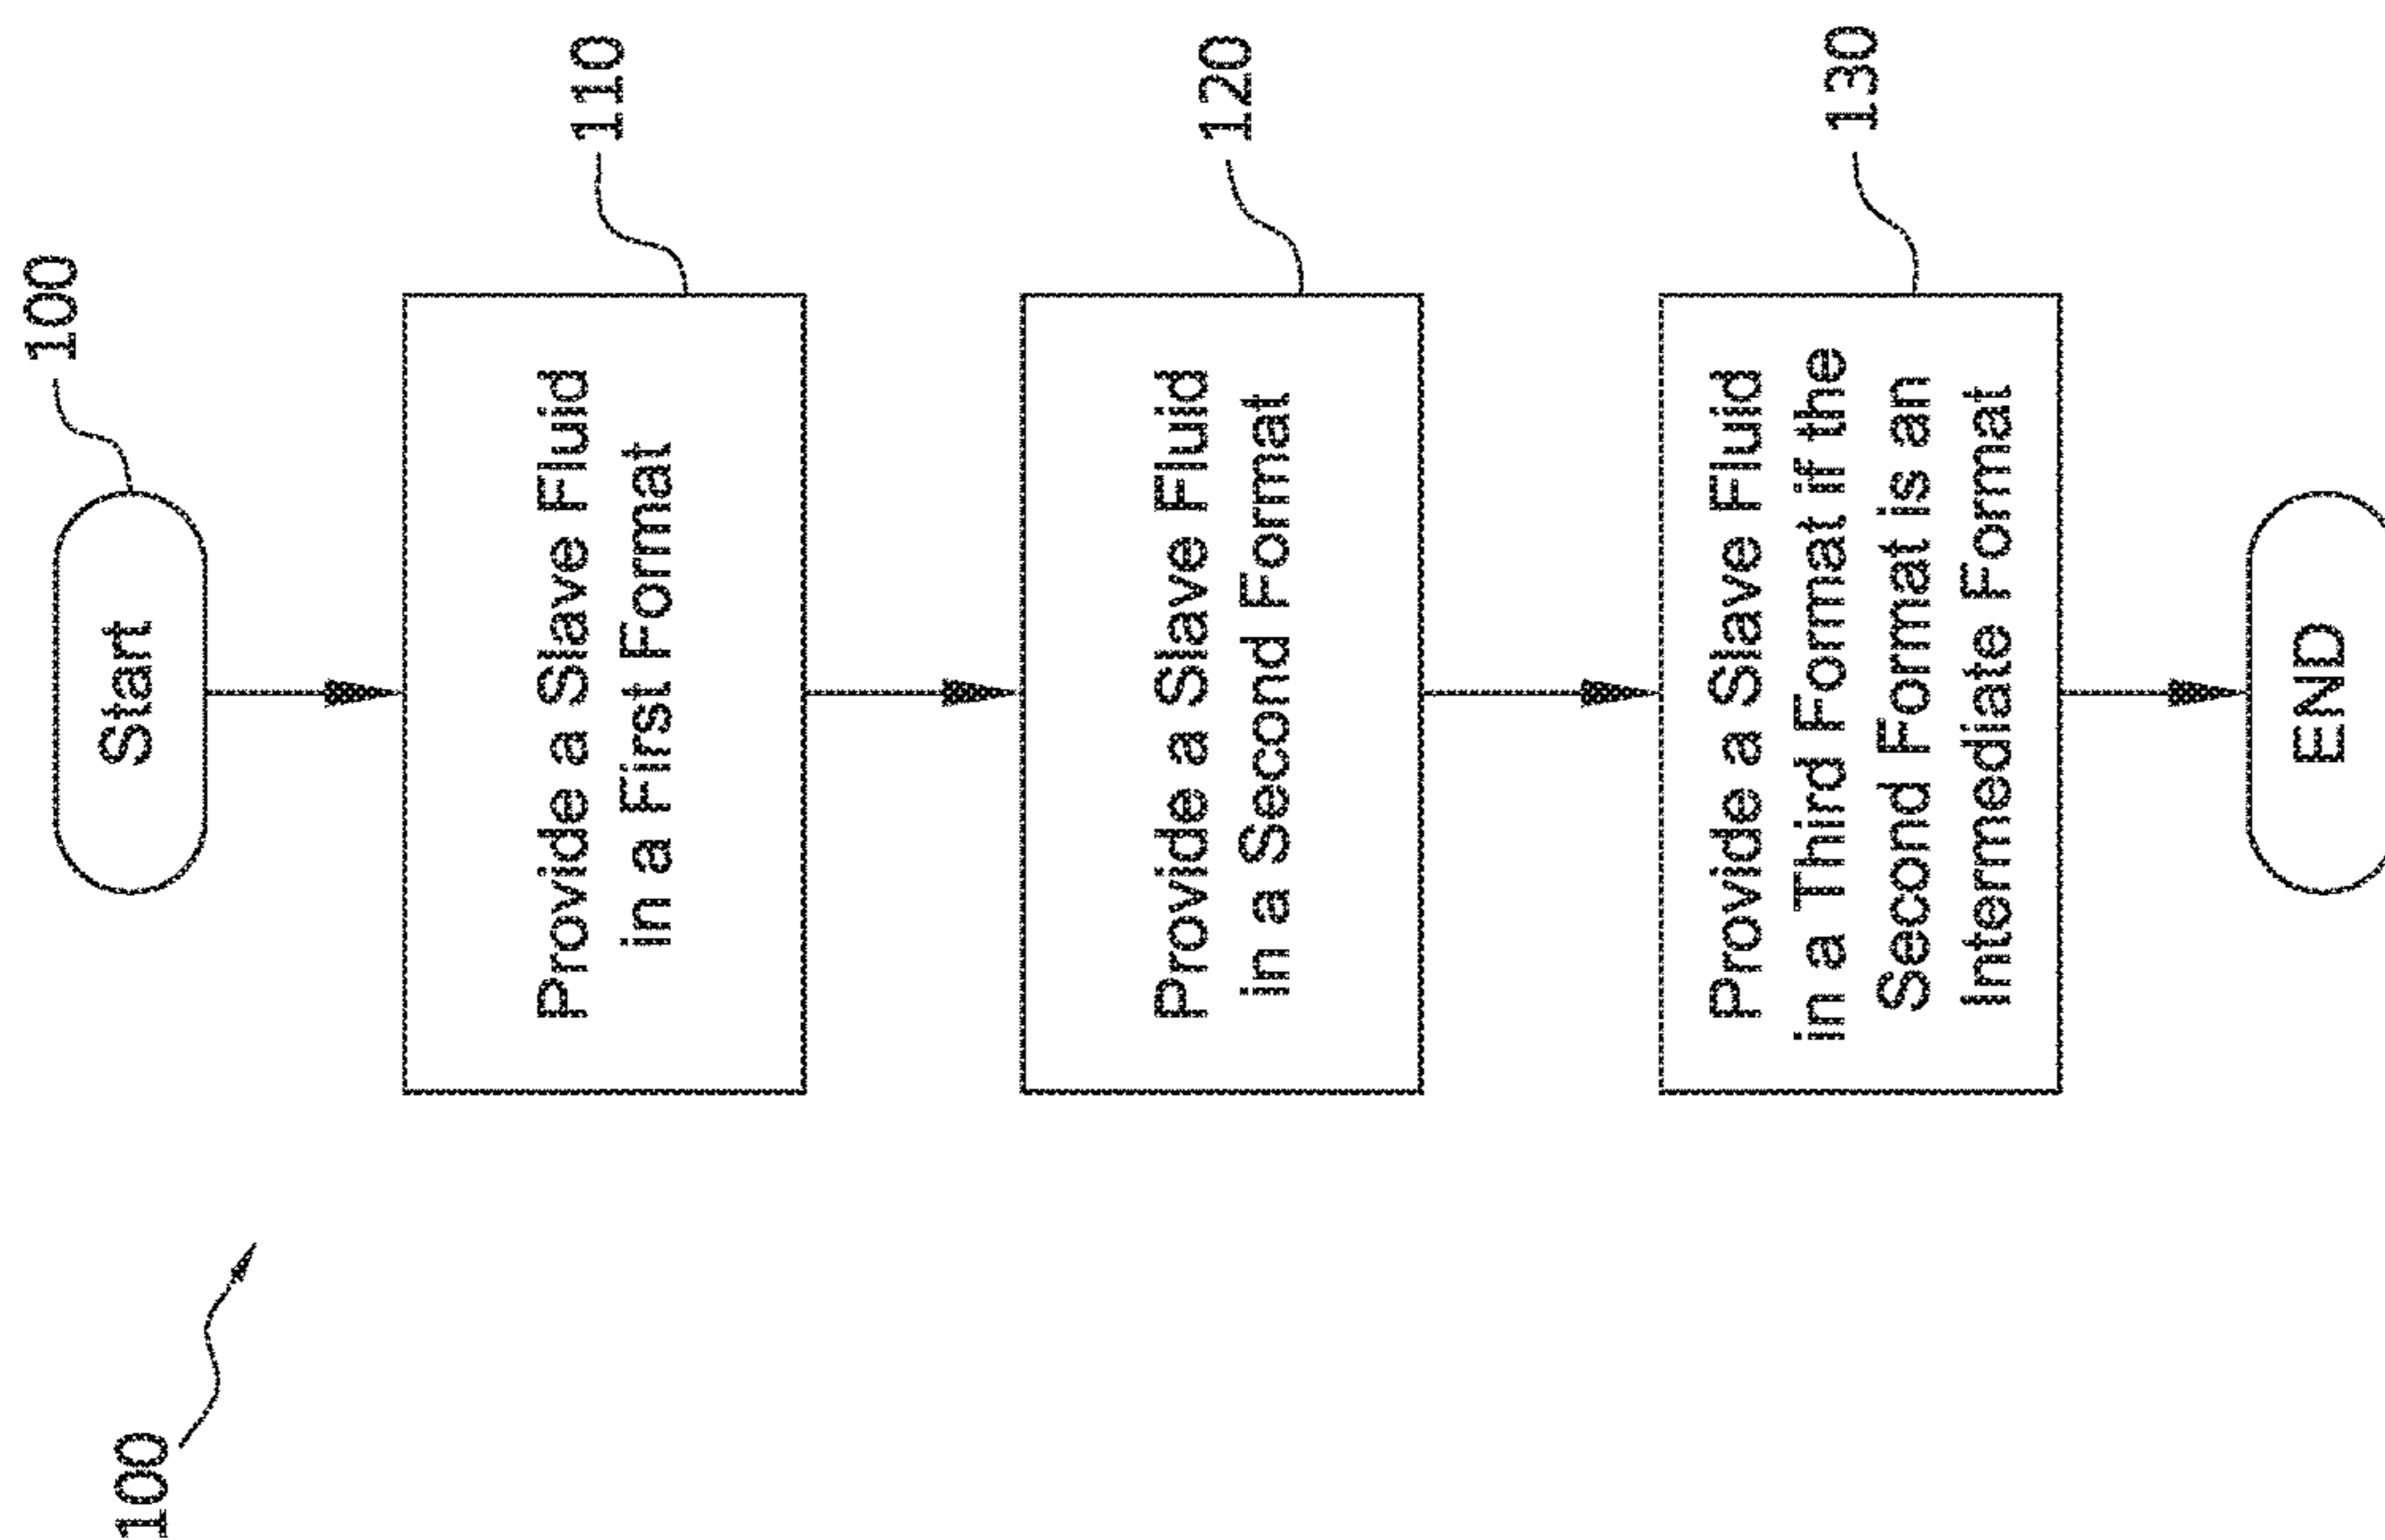 100
Start
100
Provide a Slave Fluid
in a First Format
110
Provide a Slave Fluid
in a Second Format
120
Provide a Slave Fluid
in a Third Format if the
Second Format is an
Intermediate Format
130
END